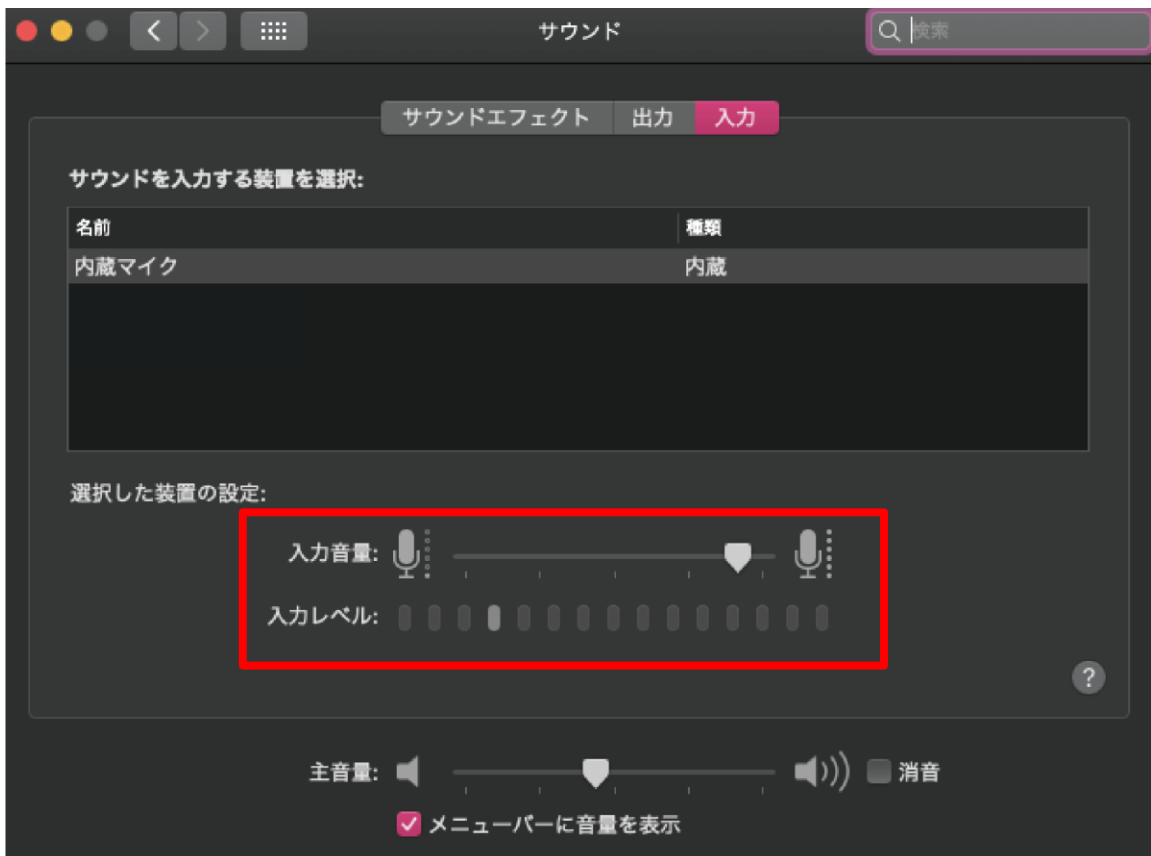 サウンド
検索
サウンドエフェクト 出力 入力
サウンドを入力する装置を選択:
名前 種類
内蔵マイク 内蔵
選択した装置の設定:
入力音量:
入力レベル:
?
主音量: 消音
メニューバーに音量を表示